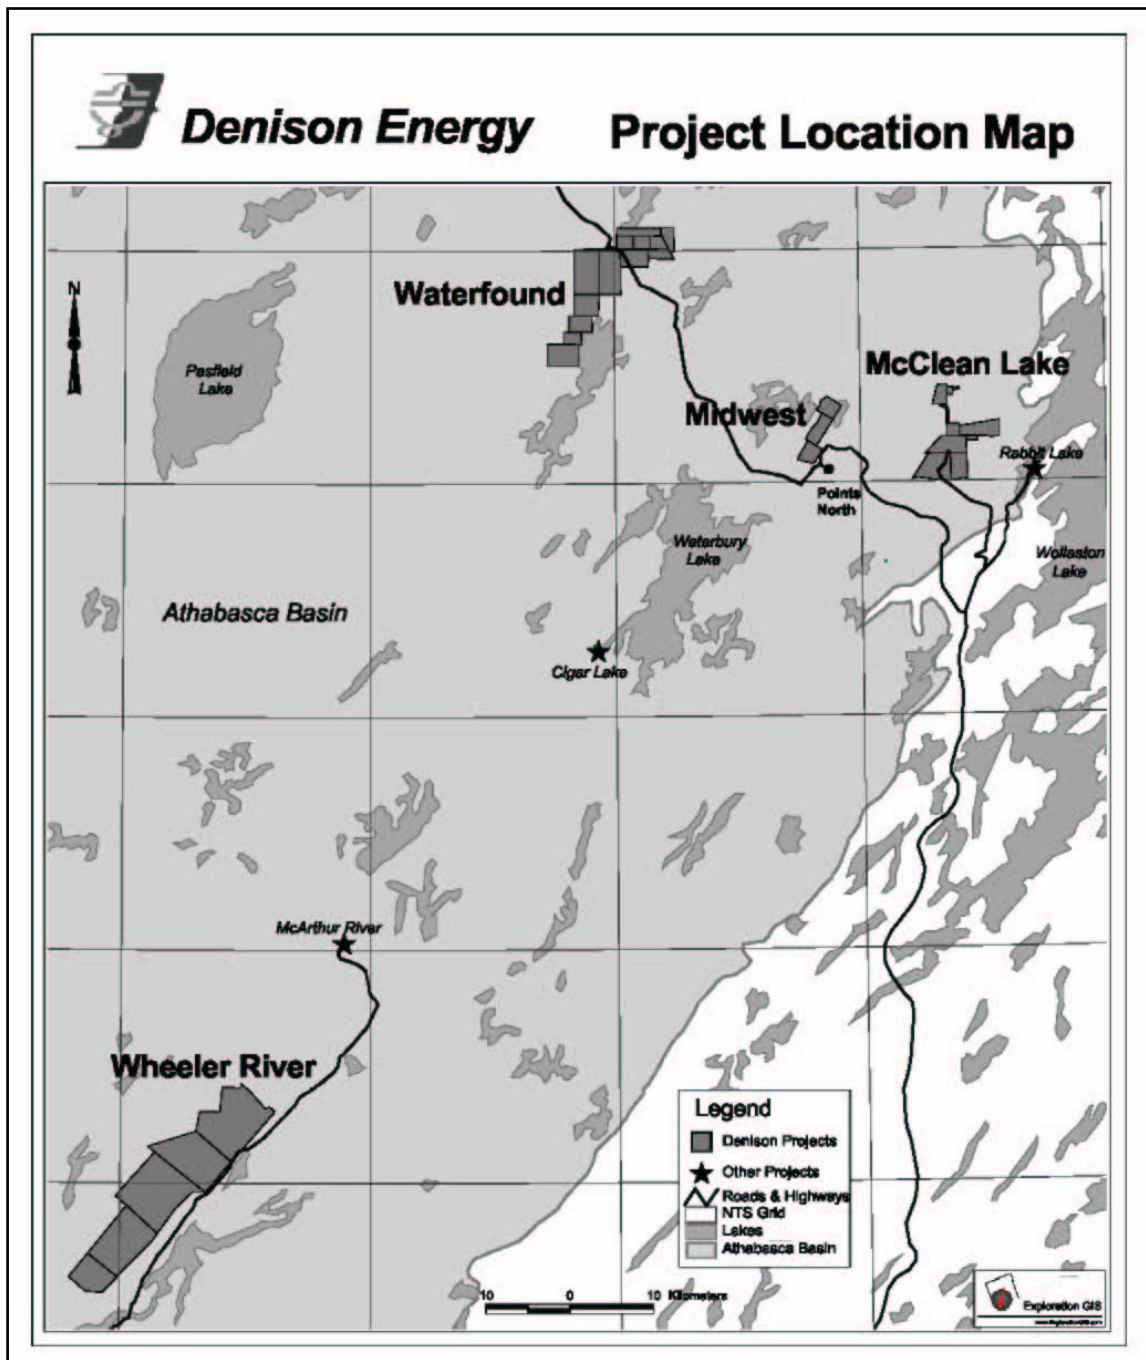 Denison Energy
Project Location Map
N
Waterfound
Pasfield
Lake
McClean Lake
Midwest
Rabbit Lake
Points
North
Waterbury
Lake
Wollaston
Lake
Athabasca Basin
Cigar Lake
McArthur River
Wheeler River
Legend
Denison Projects
Other Projects
Roads & Highways
NTS Grid
Lakes
Athabasca Basin
10 0 10 Kilometers
Exploration GIS